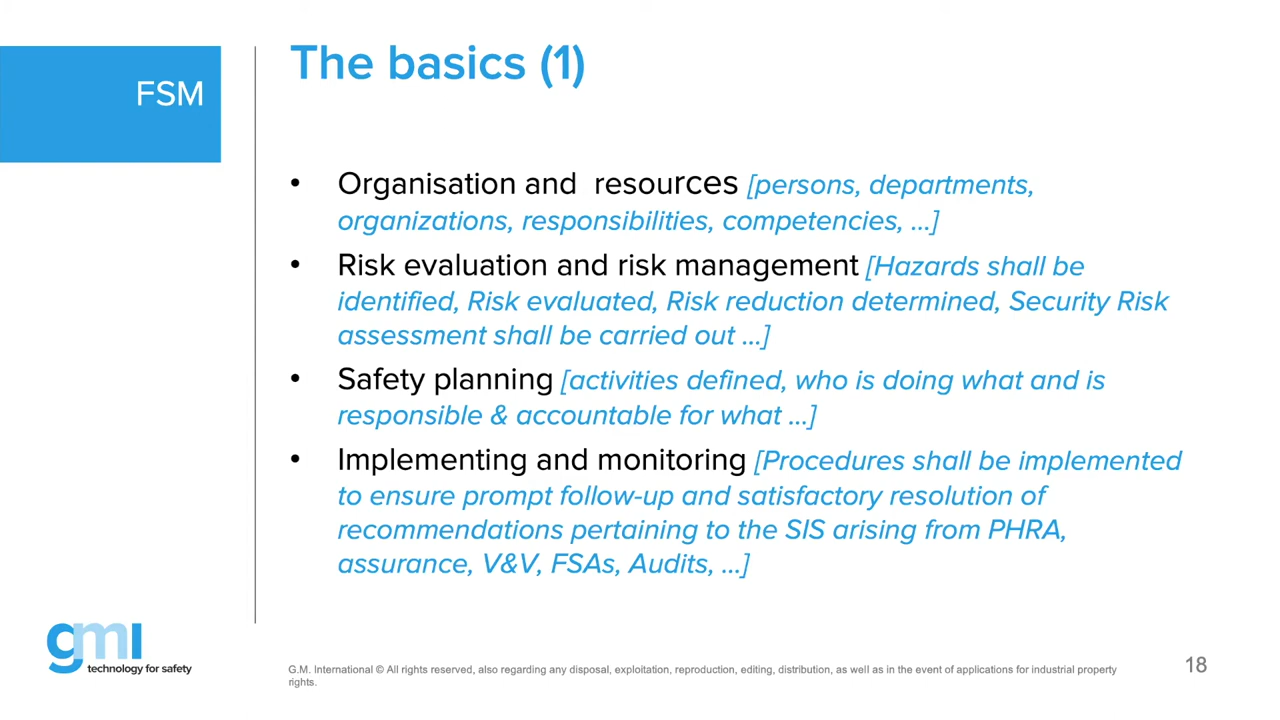 The basics (1)
FSM
• Organisation and resources [persons, departments,
organizations, responsibilities, competencies, ...]
• Risk evaluation and risk management [Hazards shall be
identified, Risk evaluated, Risk reduction determined, Security Risk
assessment shall be carried out ...]
• Safety planning [activities defined, who is doing what and is
responsible & accountable for what ...]
• Implementing and monitoring [Procedures shall be implemented
to ensure prompt follow-up and satisfactory resolution of
recommendations pertaining to the SIS arising from PHRA,
assurance, V&V, FSAs, Audits, ...]
gmi
technology for safety
G.M. International © All rights reserved, also regarding any disposal, exploitation, reproduction, editing, distribution, as well as in the event of applications for industrial property
rights.
18